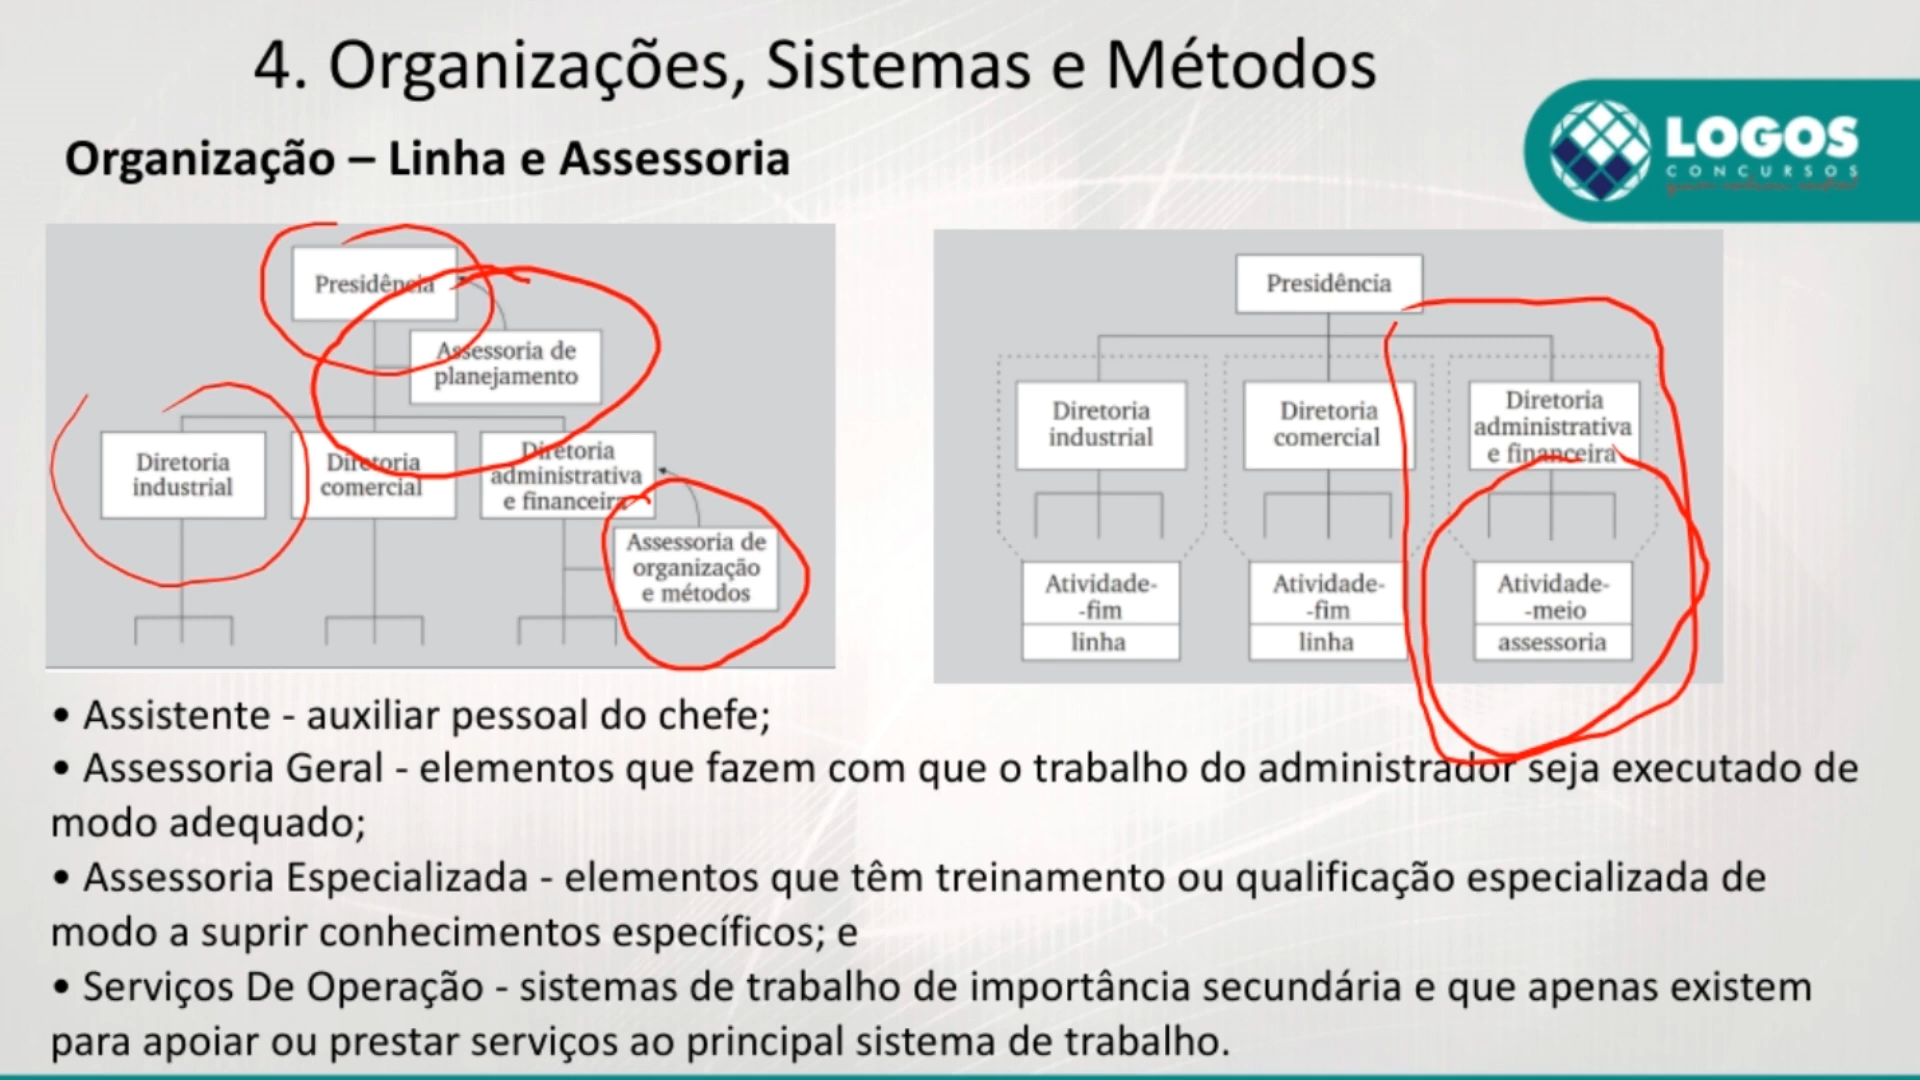 4. Organizações, Sistemas e Métodos
Organização – Linha e Assessoria
LOGOS
CONCURSOS
Presidência
Assessoria de
planejamento
Diretoria
industrial
Diretoria
comercial
Diretoria
administrativa
e financeira
Assessoria de
organização
e métodos
Presidência
Diretoria
industrial
Diretoria
comercial
Diretoria
administrativa
e financeira
Atividade-
-fim
linha
Atividade-
-fim
linha
Atividade-
-meio
assessoria
• Assistente - auxiliar pessoal do chefe;
• Assessoria Geral - elementos que fazem com que o trabalho do administrador seja executado de
modo adequado;
• Assessoria Especializada - elementos que têm treinamento ou qualificação especializada de
modo a suprir conhecimentos específicos; e
• Serviços De Operação - sistemas de trabalho de importância secundária e que apenas existem
para apoiar ou prestar serviços ao principal sistema de trabalho.